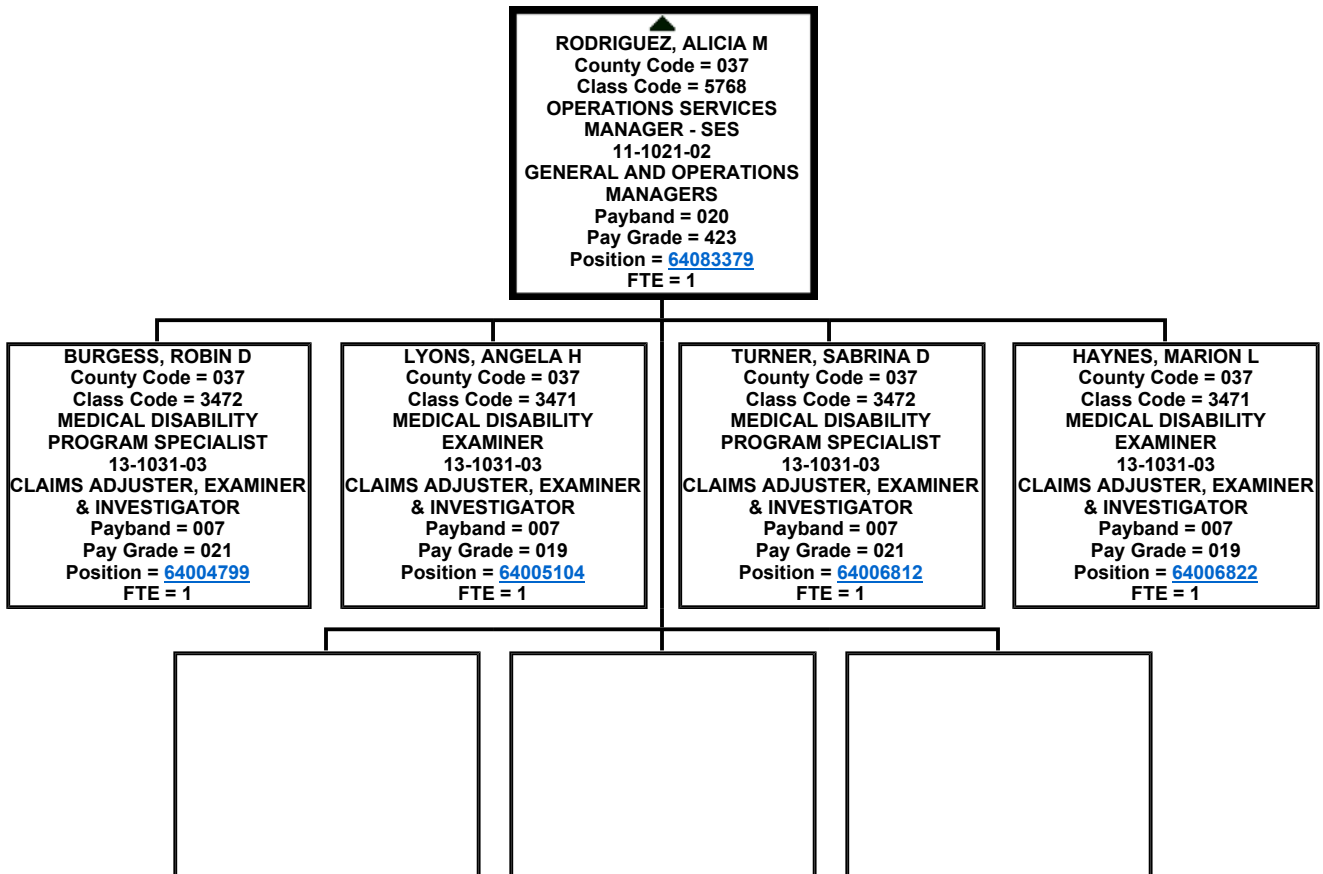 RODRIGUEZ, ALICIA M
County Code = 037
Class Code = 5768
OPERATIONS SERVICES
MANAGER - SES
11-1021-02
GENERAL AND OPERATIONS
MANAGERS
Payband = 020
Pay Grade = 423
Position = 64083379
FTE = 1
BURGESS, ROBIN D
County Code = 037
Class Code = 3472
MEDICAL DISABILITY
PROGRAM SPECIALIST
13-1031-03
CLAIMS ADJUSTER, EXAMINER
& INVESTIGATOR
Payband = 007
Pay Grade = 021
Position = 64004799
FTE = 1
LYONS, ANGELA H
County Code = 037
Class Code = 3471
MEDICAL DISABILITY
EXAMINER
13-1031-03
CLAIMS ADJUSTER, EXAMINER
& INVESTIGATOR
Payband = 007
Pay Grade = 019
Position = 64005104
FTE = 1
TURNER, SABRINA D
County Code = 037
Class Code = 3472
MEDICAL DISABILITY
PROGRAM SPECIALIST
13-1031-03
CLAIMS ADJUSTER, EXAMINER
& INVESTIGATOR
Payband = 007
Pay Grade = 021
Position = 64006812
FTE = 1
HAYNES, MARION L
County Code = 037
Class Code = 3471
MEDICAL DISABILITY
EXAMINER
13-1031-03
CLAIMS ADJUSTER, EXAMINER
& INVESTIGATOR
Payband = 007
Pay Grade = 019
Position = 64006822
FTE = 1